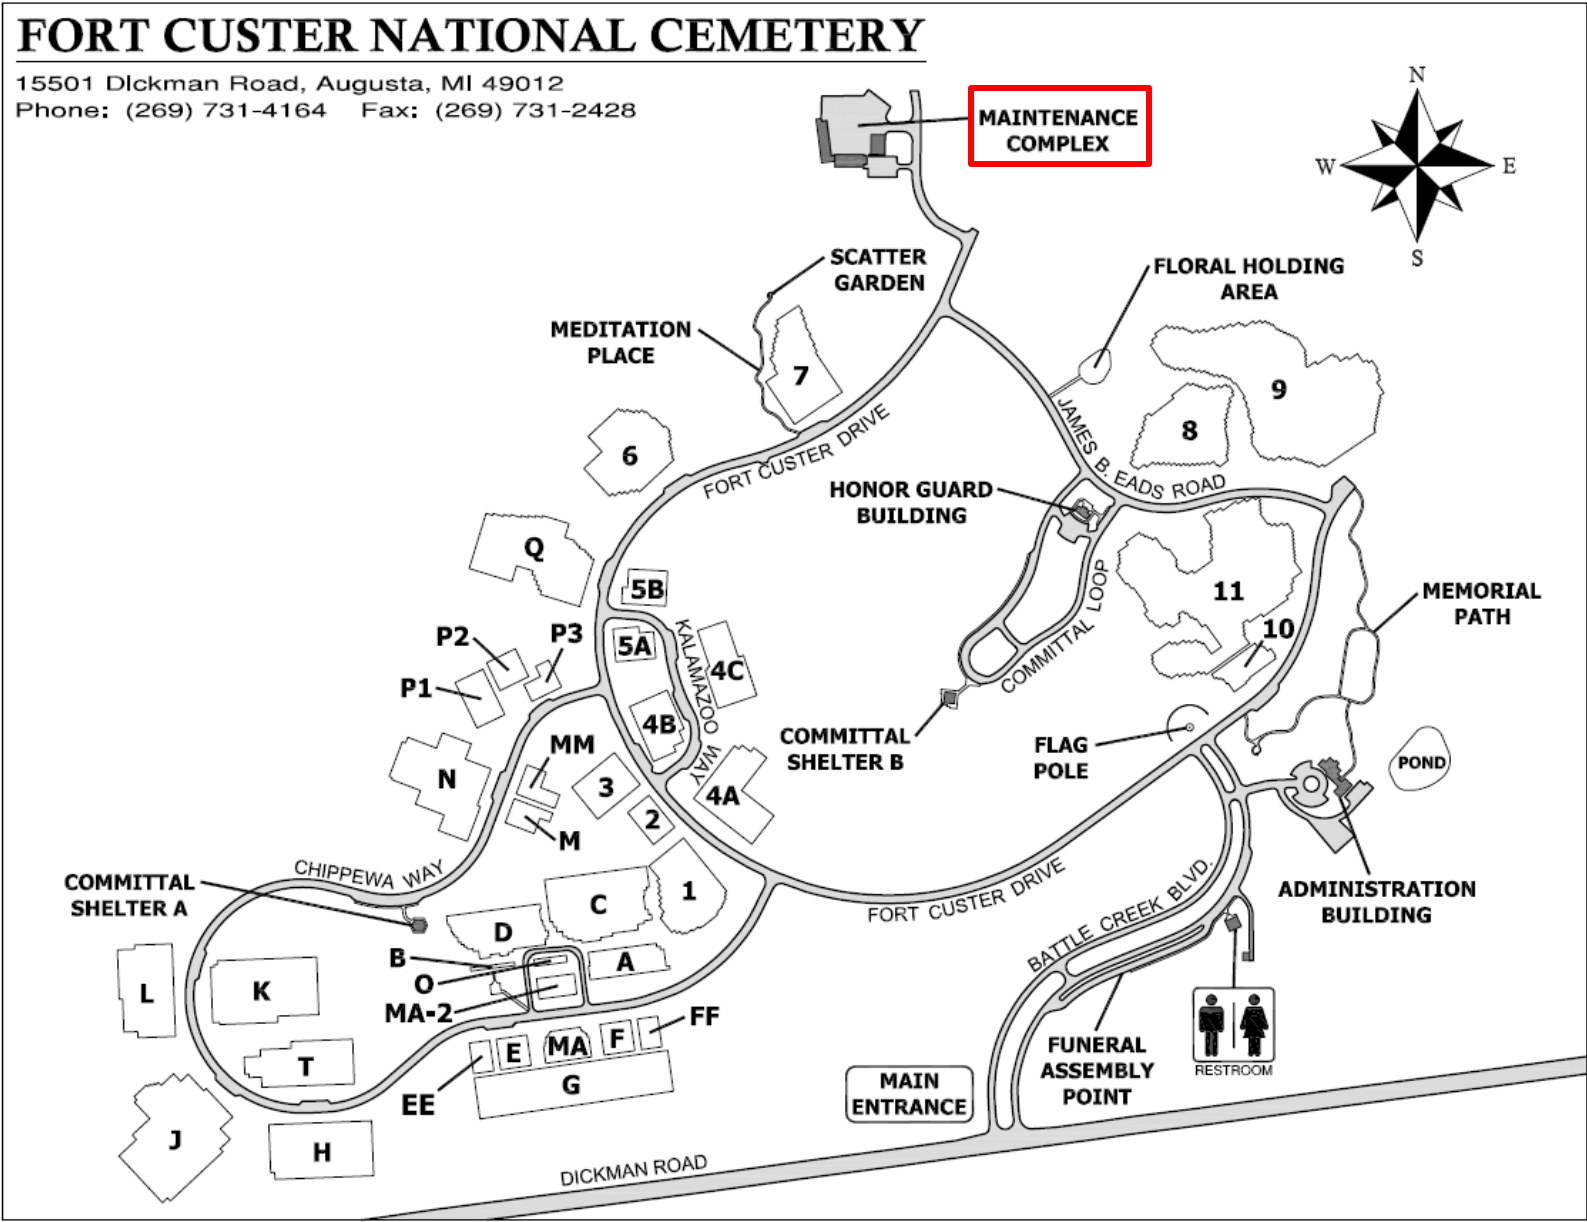 FORT CUSTER NATIONAL CEMETERY
15501 DIckman Road, Augusta, MI 49012
Phone: (269) 731-4164 Fax: (269) 731-2428
MAINTENANCE
COMPLEX
N
W
E
S
SCATTER
GARDEN
FLORAL HOLDING
AREA
MEDITATION
PLACE
7
9
8
6
FORT CUSTER DRIVE
JAMES B. EADS ROAD
HONOR GUARD
BUILDING
Q
5B
11
MEMORIAL
PATH
P2
P3
5A
KALAMAZOO WAY
4C
COMMITTAL LOOP
10
P1
4B
COMMITTAL
SHELTER B
FLAG
POLE
POND
MM
N
3
4A
2
M
CHIPPEWA WAY
COMMITTAL
SHELTER A
1
C
FORT CUSTER DRIVE
BATTLE CREEK BLVD.
ADMINISTRATION
BUILDING
D
B
A
O
L
K
MA-2
FF
F
MA
E
T
G
EE
FUNERAL
ASSEMBLY
POINT
RESTROOM
MAIN
ENTRANCE
J
H
DICKMAN ROAD